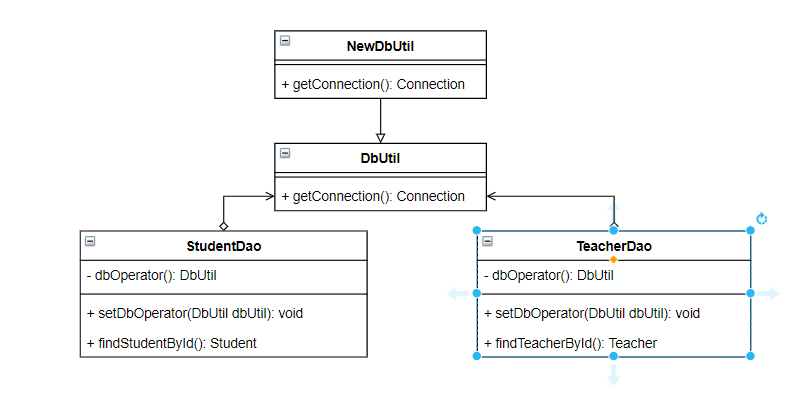 NewDbUtil
+ getConnection(): Connection
DbUtil
+ getConnection(): Connection
StudentDao
- dbOperator(): DbUtil
+ setDbOperator(DbUtil dbUtil): void
+ findStudentById(): Student
TeacherDao
- dbOperator(): DbUtil
+ setDbOperator(DbUtil dbUtil): void
+ findTeacherById(): Teacher